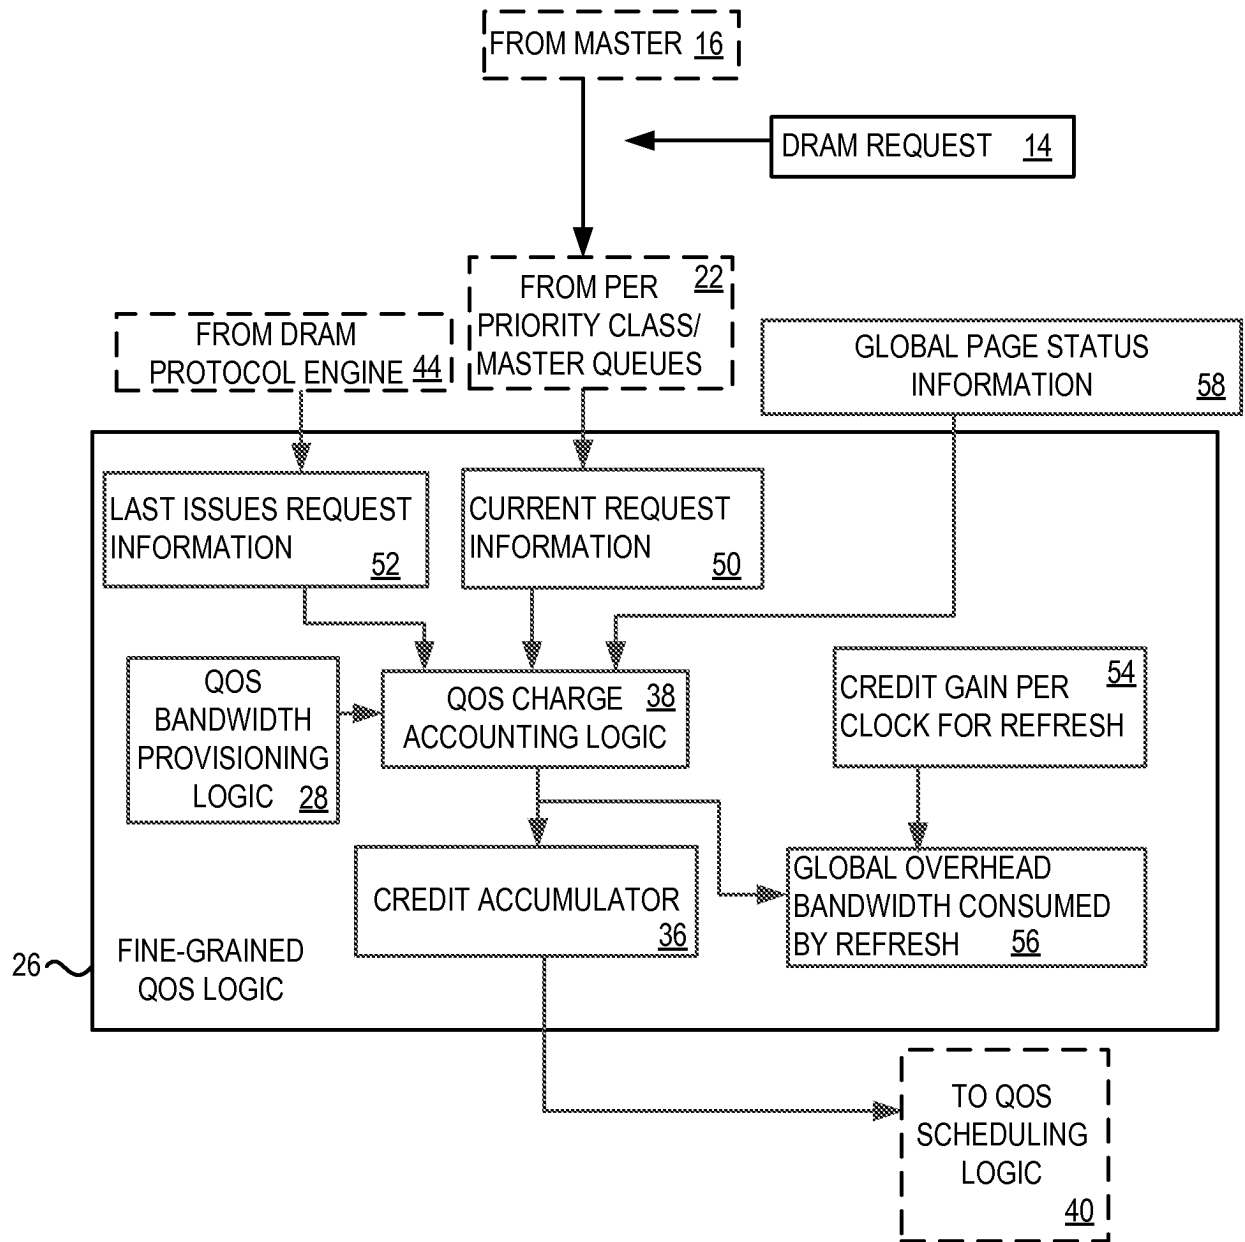 FROM MASTER 16
DRAM REQUEST 14
22
FROM PER
PRIORITY CLASS/
MASTER QUEUES
FROM DRAM
PROTOCOL ENGINE 44
GLOBAL PAGE STATUS
INFORMATION
58
LAST ISSUES REQUEST
INFORMATION
52
CURRENT REQUEST
INFORMATION
50
QOS
BANDWIDTH
PROVISIONING
LOGIC 28
QOS CHARGE 38
ACCOUNTING LOGIC
54
CREDIT GAIN PER
CLOCK FOR REFRESH
CREDIT ACCUMULATOR
36
GLOBAL OVERHEAD
BANDWIDTH CONSUMED
BY REFRESH 56
26
FINE-GRAINED
QOS LOGIC
TO QOS
SCHEDULING
LOGIC
40